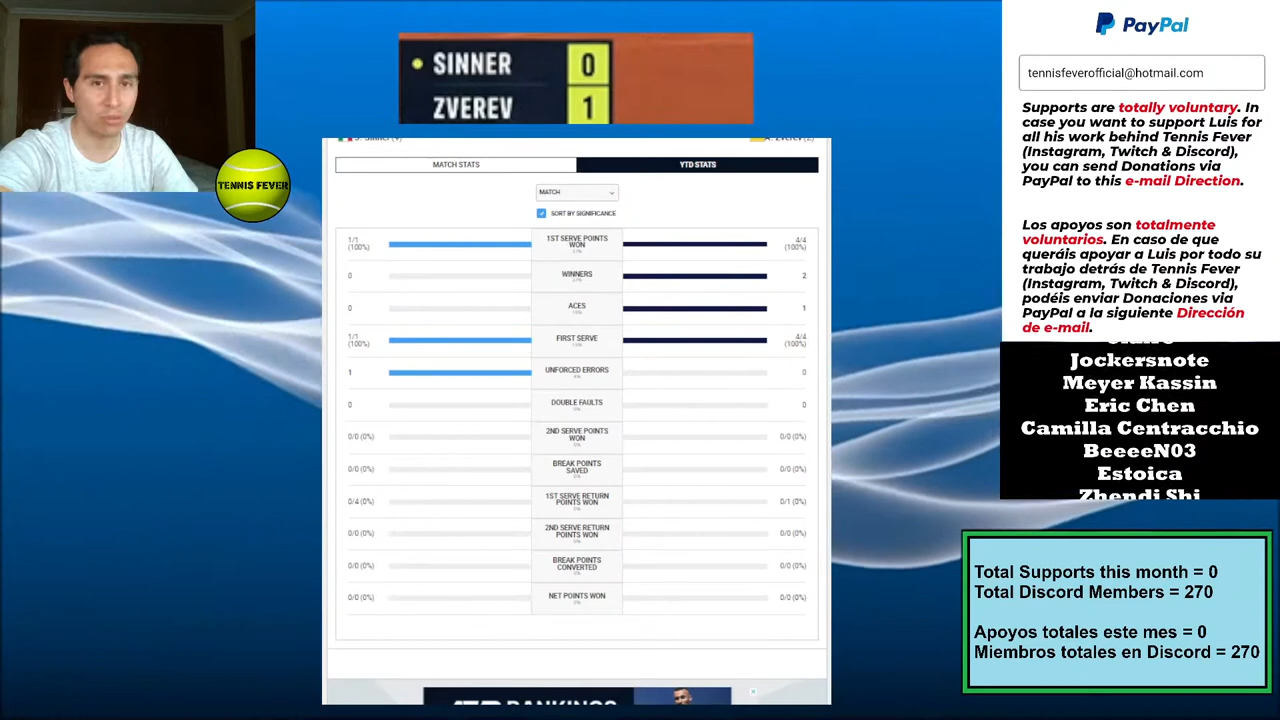 SINNER 0
ZVEREV 1
TENNIS FEVER
MATCH STATS
YTD STATS
MATCH
SORT BY SIGNIFICANCE
1/1
(100%)
1ST SERVE POINTS
WON
4/4
(100%)
0
WINNERS
2
0
ACES
1
1/1
(100%)
FIRST SERVE
4/4
(100%)
1
UNFORCED ERRORS
0
0
DOUBLE FAULTS
0
0/0 (0%)
2ND SERVE POINTS
WON
0/0 (0%)
0/0 (0%)
BREAK POINTS
SAVED
0/0 (0%)
0/4 (0%)
1ST SERVE RETURN
POINTS WON
0/1 (0%)
0/0 (0%)
2ND SERVE RETURN
POINTS WON
0/0 (0%)
0/0 (0%)
BREAK POINTS
CONVERTED
0/0 (0%)
0/0 (0%)
NET POINTS WON
0/0 (0%)
PayPal
tennisfeverofficial@hotmail.com
Supports are totally voluntary. In
case you want to support Luis for
all his work behind Tennis Fever
(Instagram, Twitch & Discord),
you can send Donations via
PayPal to this e-mail Direction.
Los apoyos son totalmente
voluntarios. En caso de que
queráis apoyar a Luis por todo su
trabajo detrás de Tennis Fever
(Instagram, Twitch & Discord),
podéis enviar Donaciones via
PayPal a la siguiente Dirección
de e-mail.
Jockersnote
Meyer Kassin
Eric Chen
Camilla Centracchio
BeeeeN03
Estoica
Zhendi Shi
Total Supports this month = 0
Total Discord Members = 270
Apoyos totales este mes = 0
Miembros totales en Discord = 270